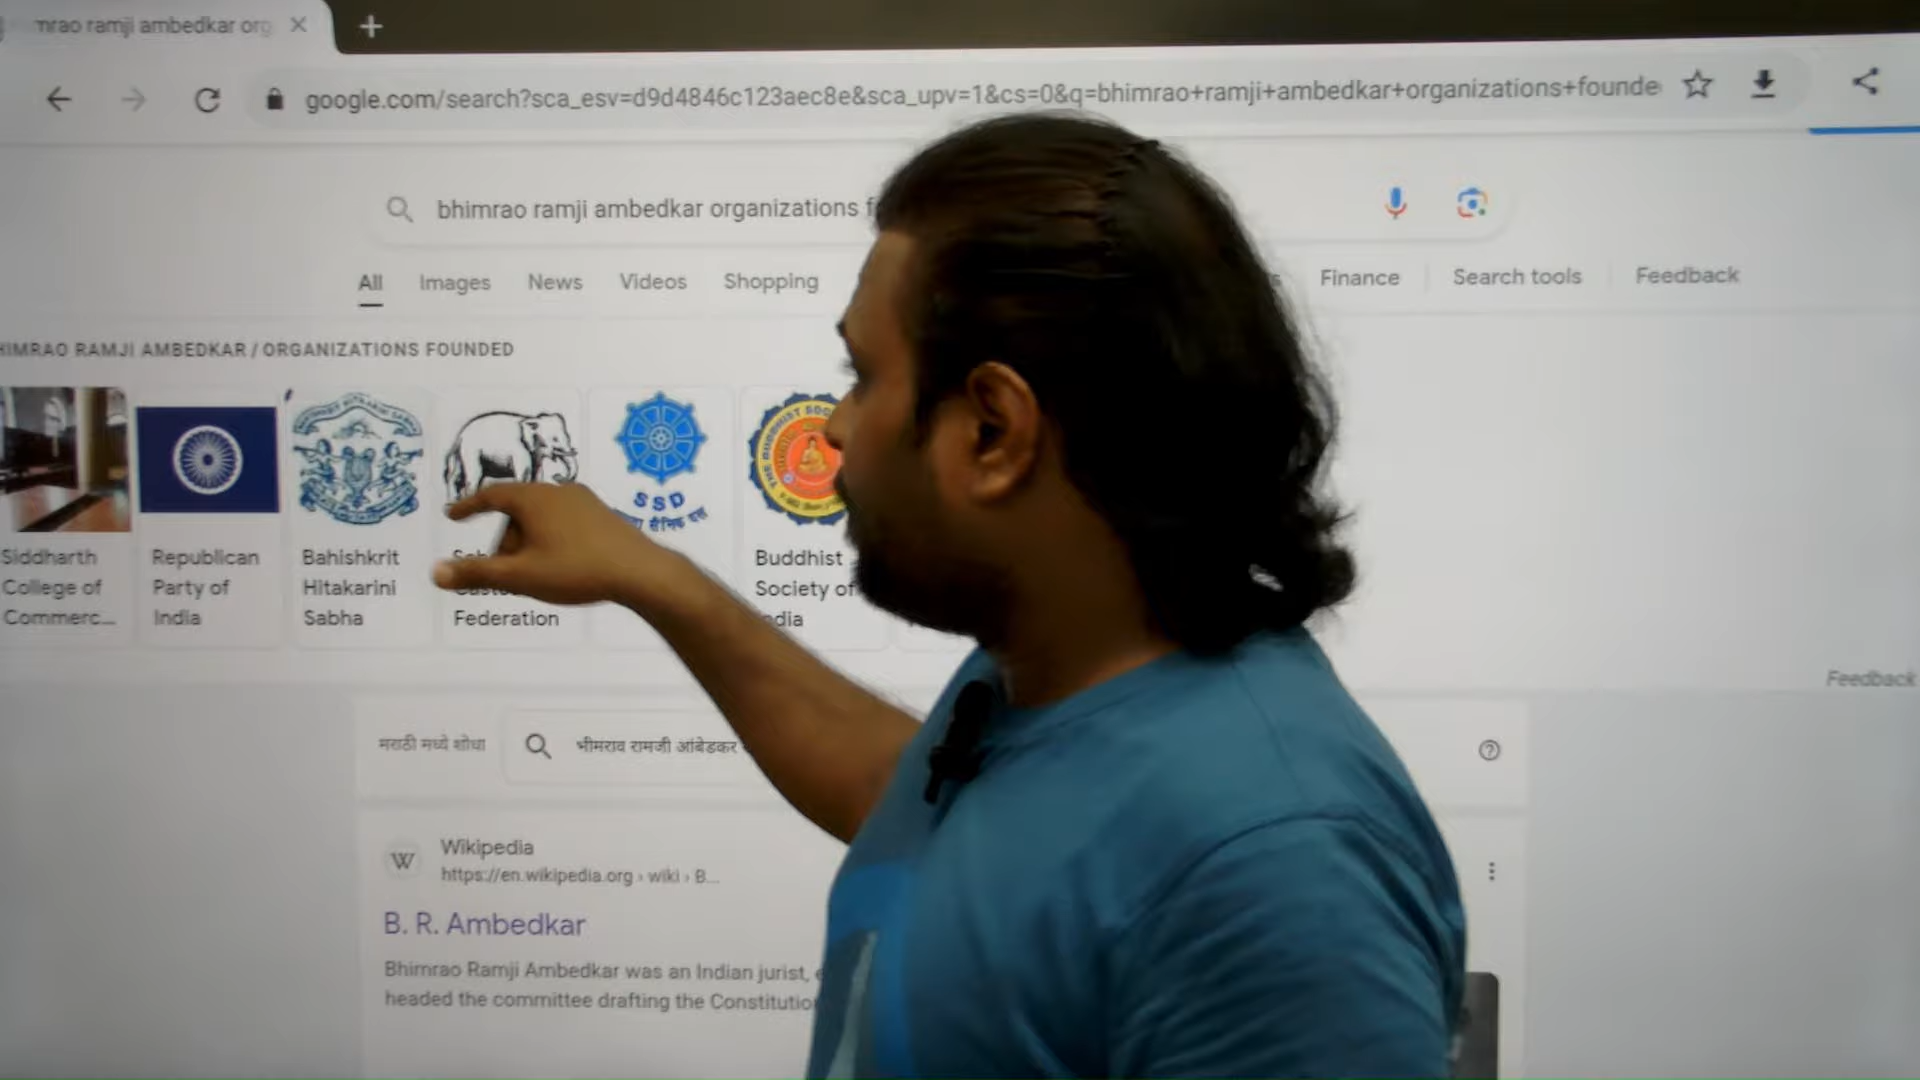 mrao ramji ambedkar org
google.com/search?sca_esv=d9d4846c123aec8e&sca_upv=1&cs=0&q=bhimrao+ramji+ambedkar+organizations+founde
bhimrao ramji ambedkar organizations f
All Images News Videos Shopping Finance Search tools Feedback
HIMRAO RAMJI AMBEDKAR / ORGANIZATIONS FOUNDED
SSD
सैनिक दल
Siddharth
College of
Commerc...
Republican
Party of
India
Bahishkrit
Hitakarini
Sabha
Federation
Buddhist
Society of
Feedback
मराठी मध्ये शोधा भीमराव रामजी आंबेडकर
W Wikipedia
https://en.wikipedia.org › wiki › B...
B. R. Ambedkar
Bhimrao Ramji Ambedkar was an Indian jurist,
headed the committee drafting the Constitutio